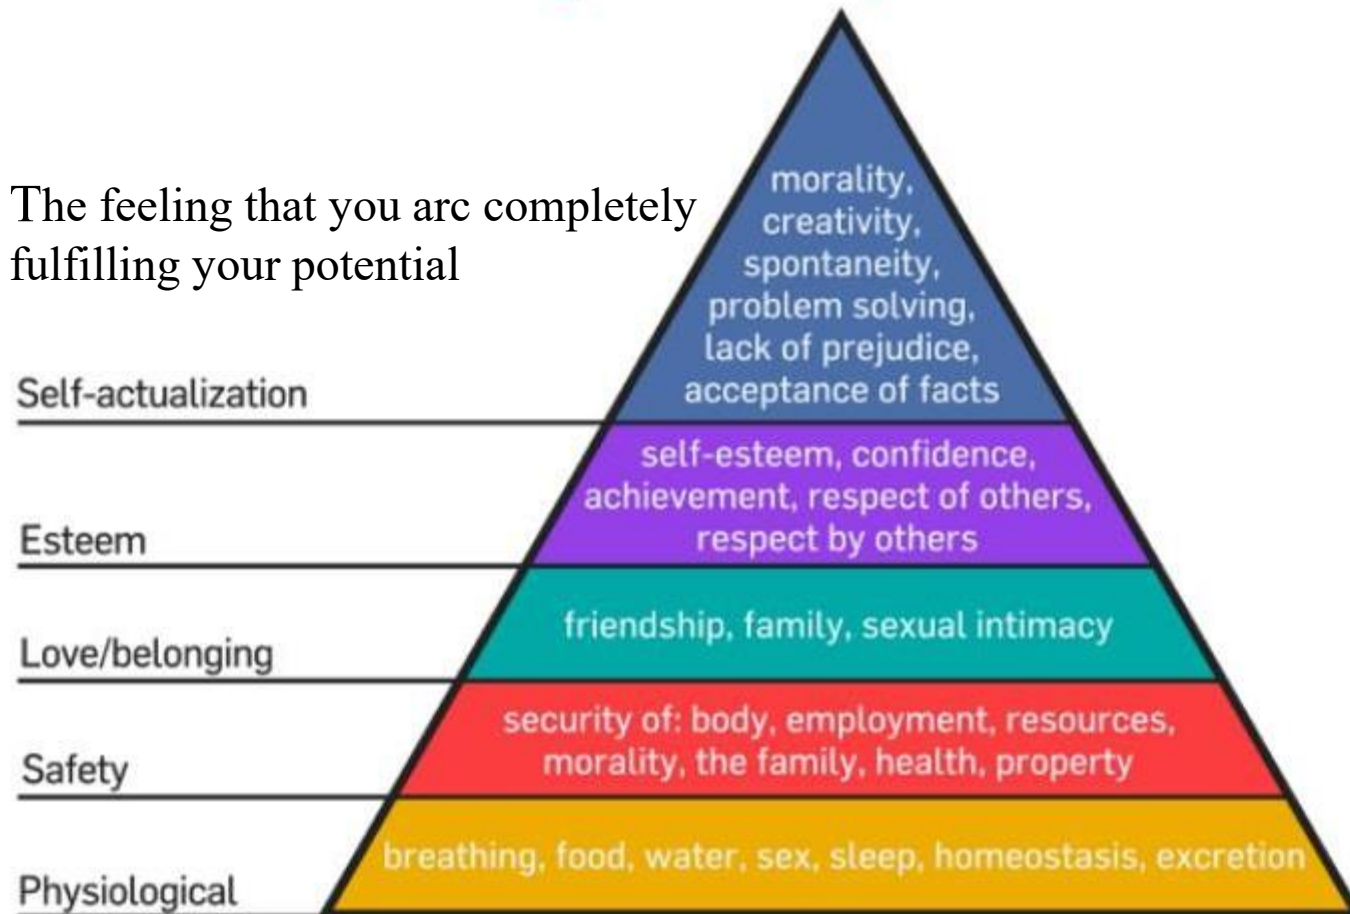 morality,
creativity,
The feeling that you arc completely
spontaneity,
fulfilling your potential
problem solving,
lack of prejudice,
Self-actualization
acceptance of facts
self-esteem, confidence,
achievement, respect of others,
Esteem
respect by others
Love/belonging
friendship, family, sexual intimacy
security of: body, employment, resources,
Safety
morality, the family, health, property
Physiological
breathing, food, water, sex, sleep, homeostasis, excretion